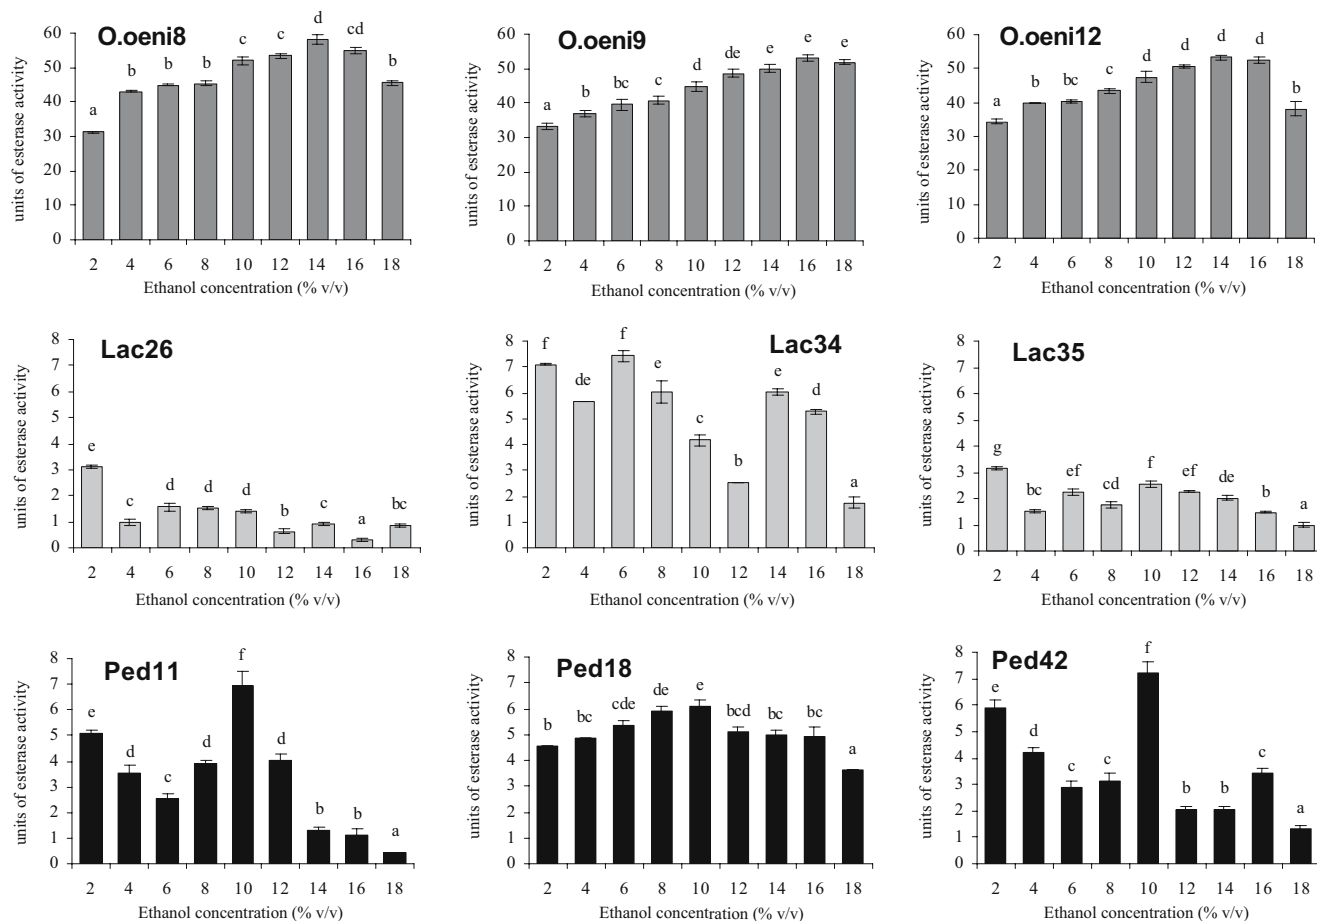 O.oeni8
units of esterase activity
60
50
40
30
20
10
0
a
b
b
b
c
c
d
cd
b
2 4 6 8 10 12 14 16 18
Ethanol concentration (% v/v)
O.oeni9
units of esterase activity
60
50
40
30
20
10
0
a
b
bc
c
d
de
e
e
e
2 4 6 8 10 12 14 16 18
Ethanol concentration (% v/v)
O.oeni12
units of esterase activity
60
50
40
30
20
10
0
a
b
bc
c
d
d
d
d
b
2 4 6 8 10 12 14 16 18
Ethanol concentration (% v/v)
Lac26
units of esterase activity
8
7
6
5
4
3
2
1
0
e
c
d
d
d
b
c
a
bc
2 4 6 8 10 12 14 16 18
Ethanol concentration (% v/v)
Lac34
units of esterase activity
8
7
6
5
4
3
2
1
0
f
de
f
e
c
b
e
d
a
2 4 6 8 10 12 14 16 18
Ethanol concentration (% v/v)
Lac35
units of esterase activity
8
7
6
5
4
3
2
1
0
g
bc
ef
cd
f
ef
de
b
a
2 4 6 8 10 12 14 16 18
Ethanol concentration (% v/v)
Ped11
units of esterase activity
8
7
6
5
4
3
2
1
0
e
d
c
d
f
d
b
b
a
2 4 6 8 10 12 14 16 18
Ethanol concentration (% v/v)
Ped18
units of esterase activity
8
7
6
5
4
3
2
1
0
b
bc
cde
de
e
bcd
bc
bc
a
2 4 6 8 10 12 14 16 18
Ethanol concentration (% v/v)
Ped42
units of esterase activity
8
7
6
5
4
3
2
1
0
e
d
c
c
f
b
b
c
a
2 4 6 8 10 12 14 16 18
Ethanol concentration (% v/v)